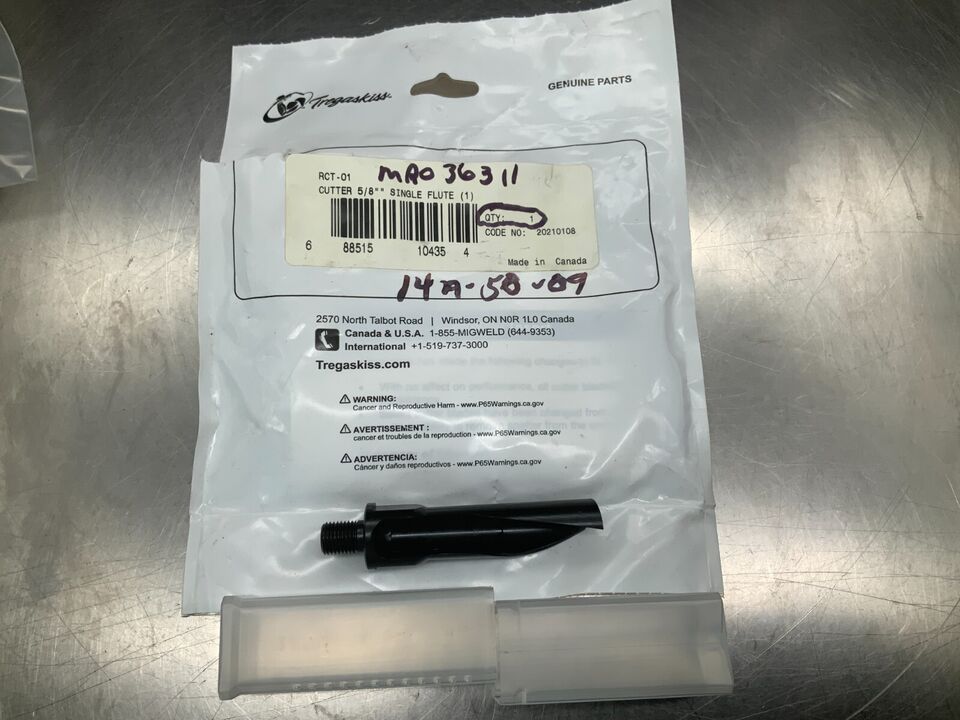 Tregaskiss
GENUINE PARTS
RCT-01 MAO 36311
CUTTER 5/8"" SINGLE FLUTE (1)
QTY: 1
CODE NO: 20210108
6 88515 10435 4
Made in Canada
14A-50-09
2570 North Talbot Road | Windsor, ON N0R 1L0 Canada
Canada & U.S.A. 1-855-MIGWELD (644-9353)
International +1-519-737-3000
Tregaskiss.com
WARNING:
Cancer and Reproductive Harm - www.P65Warnings.ca.gov
AVERTISSEMENT :
cancer et troubles de la reproduction - www.P65Warnings.ca.gov
ADVERTENCIA:
Cáncer y daños reproductivos - www.P65Warnings.ca.gov